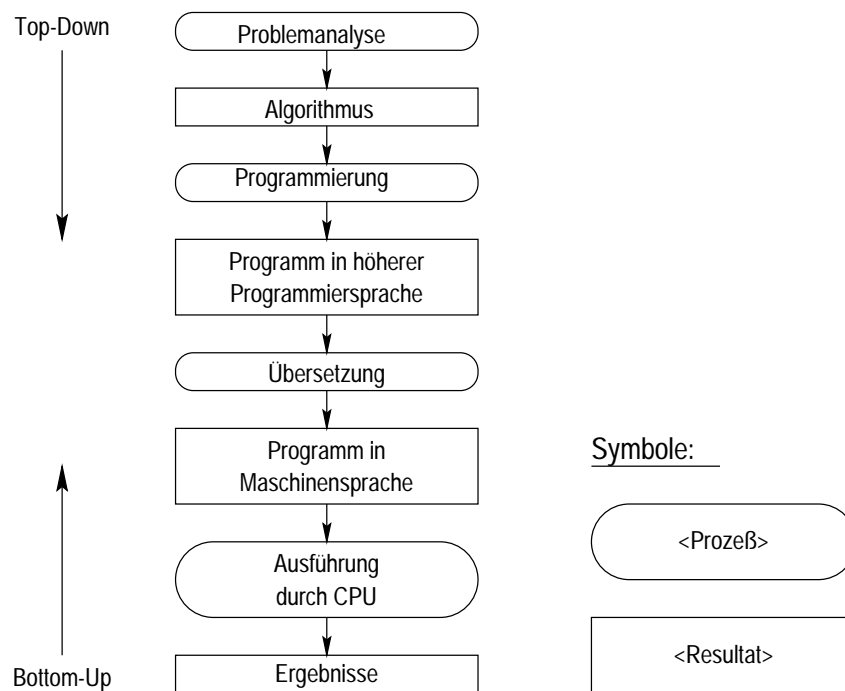 Top-Down
Problemanalyse
Algorithmus
Programmierung
Programm in höherer
Programmiersprache
Übersetzung
Programm in
Maschinensprache
Ausführung
durch CPU
Ergebnisse
Bottom-Up
Symbole:
<Prozeß>
<Resultat>